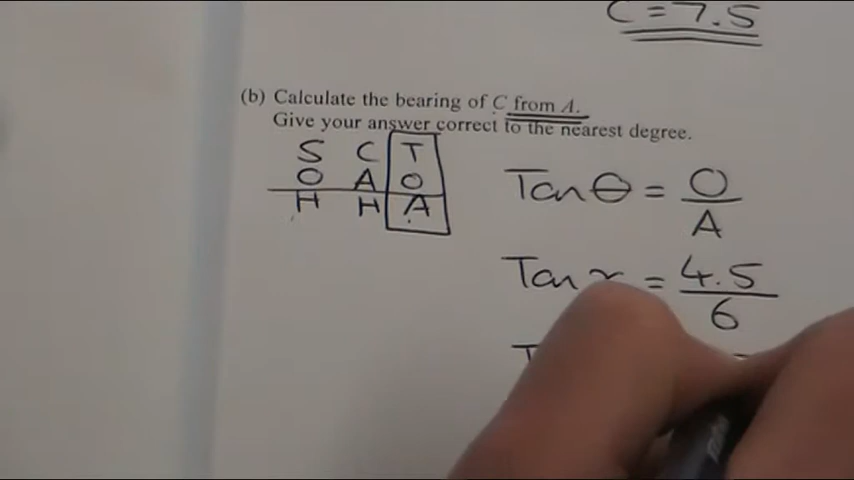 C = 7.5
(b) Calculate the bearing of C from A.
Give your answer correct to the nearest degree.
S C T
O A O
H H A
Tan θ = O/A
Tan x = 4.5/6
T